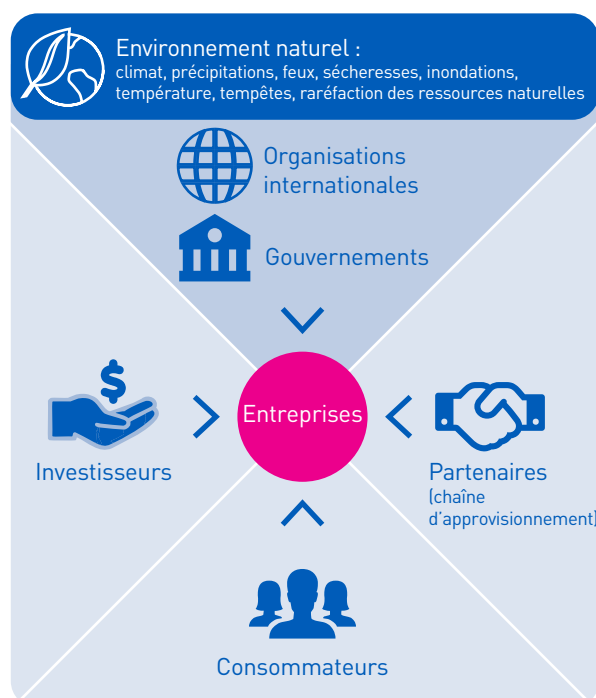 Environnement naturel :
climat, précipitations, feux, sécheresses, inondations,
température, tempêtes, raréfaction des ressources naturelles
Organisations
internationales
Gouvernements
$
Entreprises
Investisseurs
Partenaires
(chaîne
d'approvisionnement)
Consommateurs